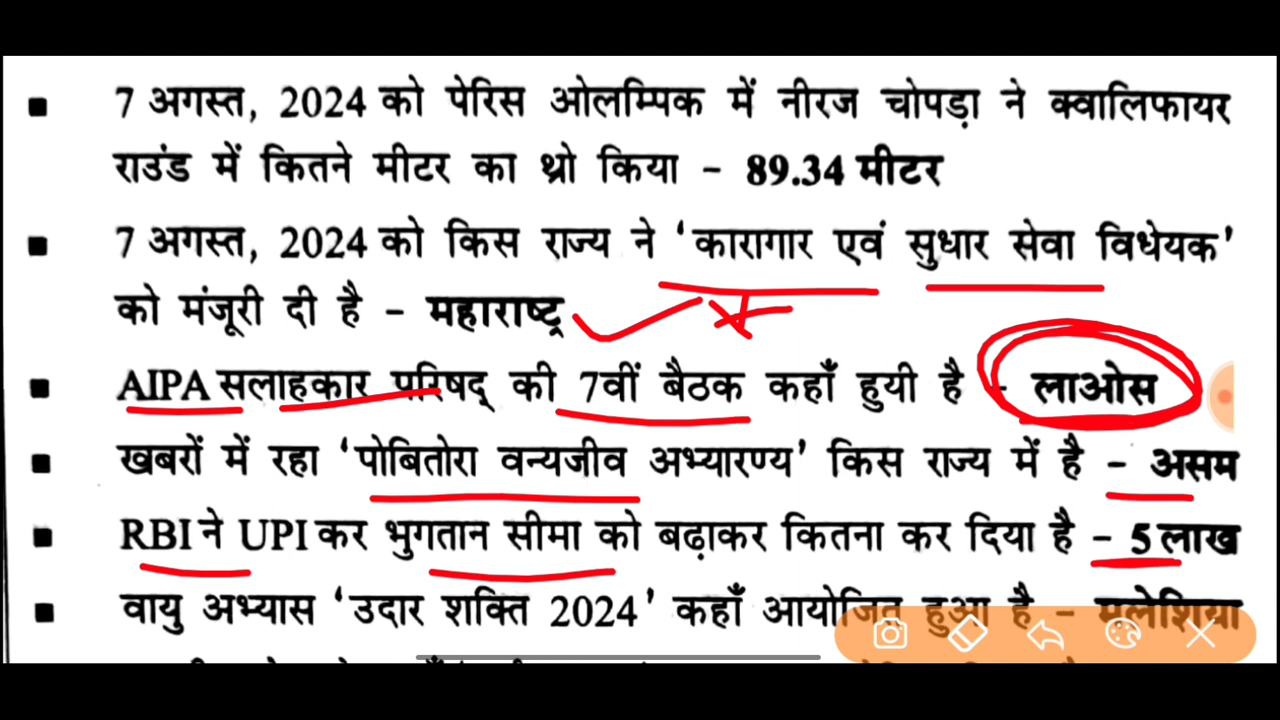 ▪ 7 अगस्त, 2024 को पेरिस ओलम्पिक में नीरज चोपड़ा ने क्वालिफायर
राउंड में कितने मीटर का थ्रो किया – 89.34 मीटर
▪ 7 अगस्त, 2024 को किस राज्य ने ‘कारागार एवं सुधार सेवा विधेयक’
को मंजूरी दी है – महाराष्ट्र
▪ AIPA सलाहकार परिषद् की 7वीं बैठक कहाँ हुयी है - लाओस
▪ खबरों में रहा ‘पोबितोरा वन्यजीव अभ्यारण्य’ किस राज्य में है – असम
▪ RBI ने UPI कर भुगतान सीमा को बढ़ाकर कितना कर दिया है – 5 लाख
▪ वायु अभ्यास ‘उदार शक्ति 2024’ कहाँ आयोजित हुआ है – मलेशिया